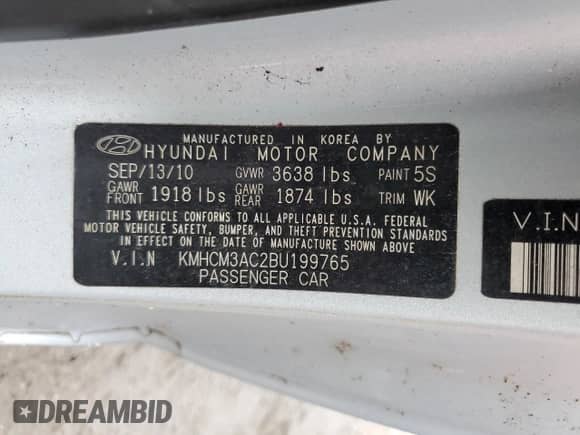 MANUFACTURED IN KOREA BY
HYUNDAI MOTOR COMPANY
SEP/13/10 GVWR 3638 lbs PAINT 5S
GAWR FRONT 1918 lbs GAWR REAR 1874 lbs TRIM WK
THIS VEHICLE CONFORMS TO ALL APPLICABLE U.S.A. FEDERAL
MOTOR VEHICLE SAFETY, BUMPER, AND THEFT PREVENTION STANDARDS
IN EFFECT ON THE DATE OF MANUFACTURE SHOWN ABOVE
V.I.N KMHCM3AC2BU199765
PASSENGER CAR
V.I.N
DREAMBID